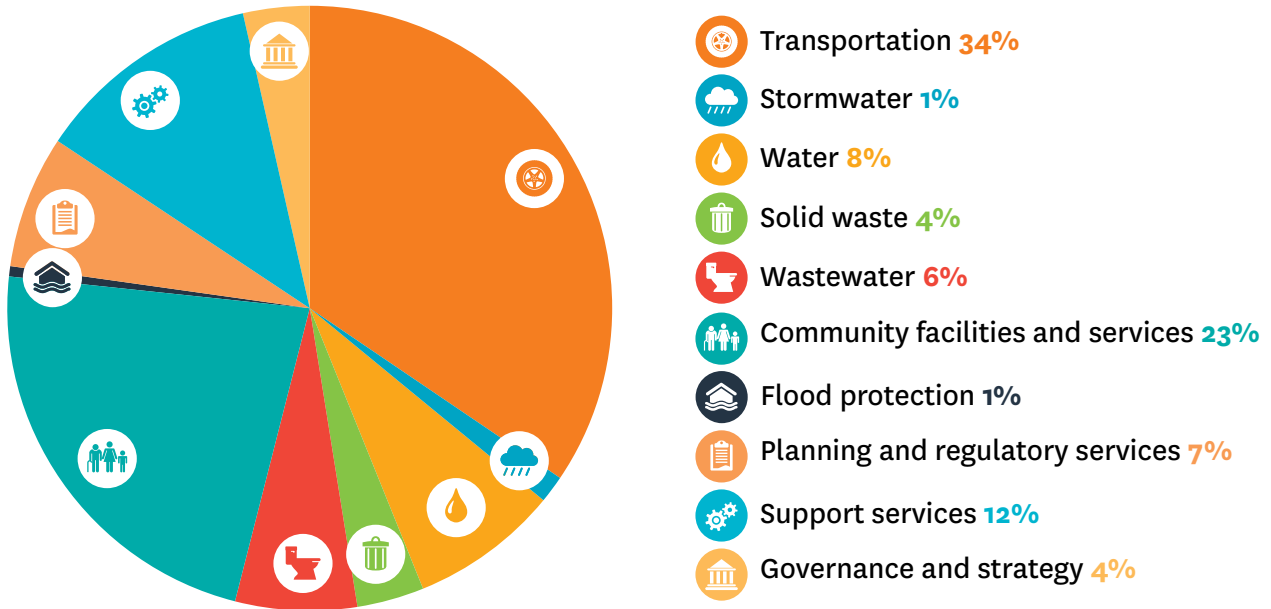 Transportation 34%
Stormwater 1%
Water 8%
Solid waste 4%
Wastewater 6%
Community facilities and services 23%
Flood protection 1%
Planning and regulatory services 7%
Support services 12%
Governance and strategy 4%